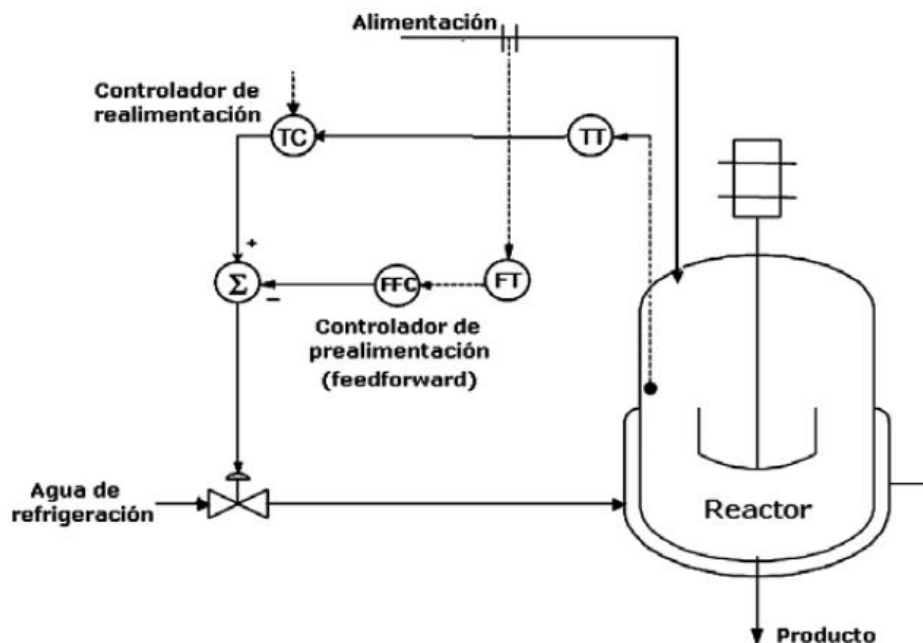 Alimentación
Controlador de
realimentación
TC
TT
+
Σ
−
FFC
FT
Controlador de
prealimentación
(feedforward)
Agua de
refrigeración
Reactor
Producto